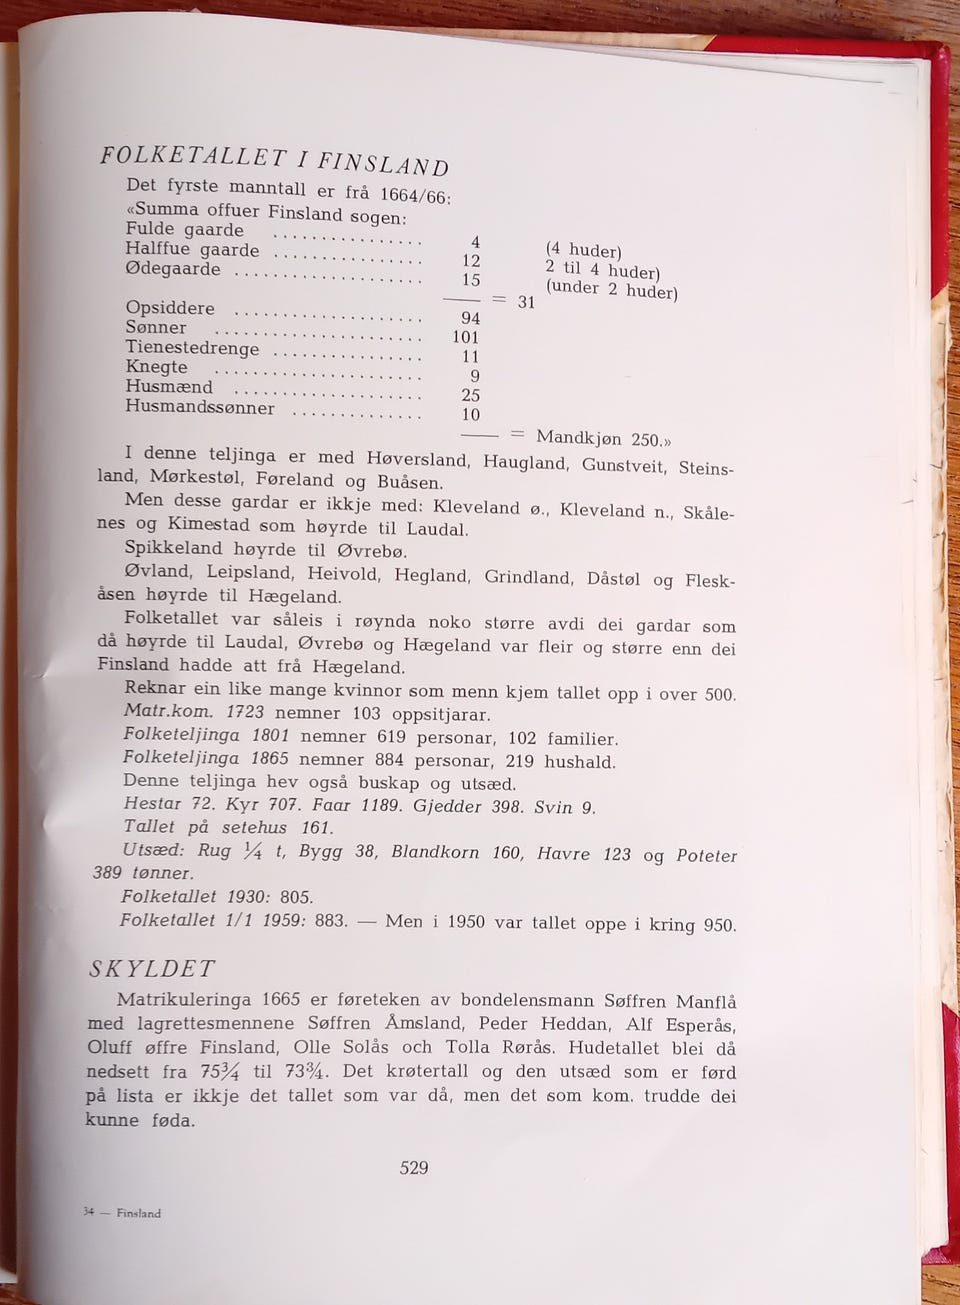 FOLKETALLET I FINSLAND
Det fyrste manntall er frå 1664/66:
«Summa offuer Finsland sogen:
Fulde gaarde ................ 4 (4 huder)
Halffue gaarde ................ 12 2 til 4 huder)
Ødegaarde .................... 15 (under 2 huder)
—— = 31
Opsiddere .................... 94
Sønner ...................... 101
Tienestedrenge ................ 11
Knegte ...................... 9
Husmænd .................... 25
Husmandssønner .............. 10
—— = Mandkjøn 250.»
I denne teljinga er med Høversland, Haugland, Gunstveit, Steins-
land, Mørkestøl, Føreland og Buåsen.
Men desse gardar er ikkje med: Kleveland ø., Kleveland n., Skåle-
nes og Kimestad som høyrde til Laudal.
Spikkeland høyrde til Øvrebø.
Øvland, Leipsland, Heivold, Hegland, Grindland, Dåstøl og Flesk-
åsen høyrde til Hægeland.
Folketallet var såleis i røynda noko større avdi dei gardar som
då høyrde til Laudal, Øvrebø og Hægeland var fleir og større enn dei
Finsland hadde att frå Hægeland.
Reknar ein like mange kvinnor som menn kjem tallet opp i over 500.
Matr.kom. 1723 nemner 103 oppsitjarar.
Folketeljinga 1801 nemner 619 personar, 102 familier.
Folketeljinga 1865 nemner 884 personar, 219 hushald.
Denne teljinga hev også buskap og utsæd.
Hestar 72. Kyr 707. Faar 1189. Gjedder 398. Svin 9.
Tallet på setehus 161.
Utsæd: Rug ¼ t, Bygg 38, Blandkorn 160, Havre 123 og Poteter
389 tønner.
Folketallet 1930: 805.
Folketallet 1/1 1959: 883. — Men i 1950 var tallet oppe i kring 950.
SKYLDET
Matrikuleringa 1665 er føreteken av bondelensmann Søffren Manflå
med lagrettesmennene Søffren Åmsland, Peder Heddan, Alf Esperås,
Oluff øffre Finsland, Olle Solås och Tolla Rørås. Hudetallet blei då
nedsett fra 75¾ til 73¾. Det krøtertall og den utsæd som er førd
på lista er ikkje det tallet som var då, men det som kom. trudde dei
kunne føda.
529
34 — Finsland